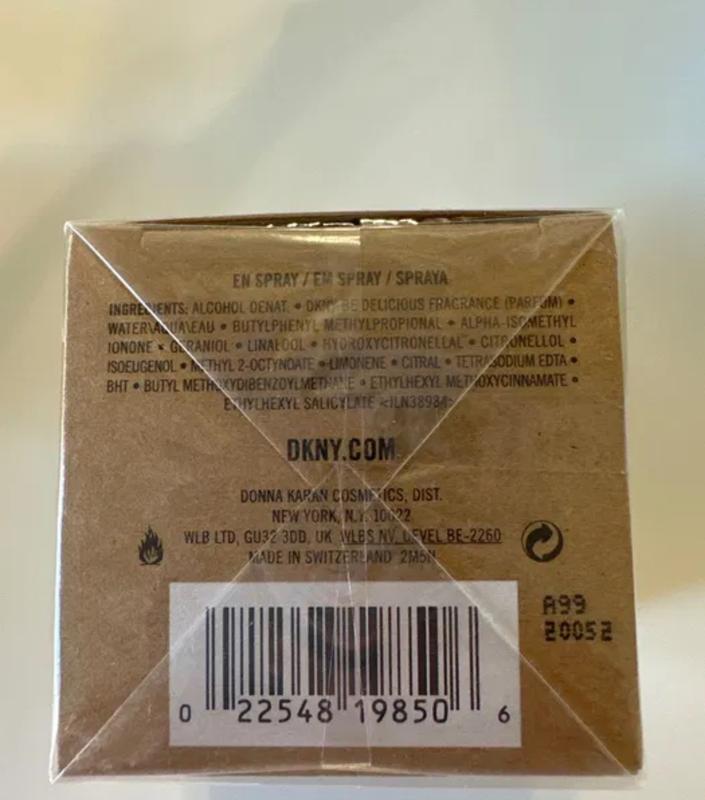 EN SPRAY / EM SPRAY / SPRAYA
INGREDIENTS: ALCOHOL DENAT. • DKNY BE DELICIOUS FRAGRANCE (PARFUM) •
WATER\AQUA\EAU • BUTYLPHENYL METHYLPROPIONAL • ALPHA-ISOMETHYL
IONONE • GERANIOL • LINALOOL • HYDROXYCITRONELLAL • CITRONELLOL •
ISOEUGENOL • METHYL 2-OCTYNOATE • LIMONENE • CITRAL • TETRASODIUM EDTA •
BHT • BUTYL METHOXYDIBENZOYLMETHANE • ETHYLHEXYL METHOXYCINNAMATE •
ETHYLHEXYL SALICYLATE <ILN38984>
DKNY.COM
DONNA KARAN COSMETICS, DIST.
NEW YORK, N.Y. 10022
WLB LTD, GU32 3DD, UK WLBS NV, DEVEL BE-2260
MADE IN SWITZERLAND 2M5N
A99
20052
0 22548 19850 6